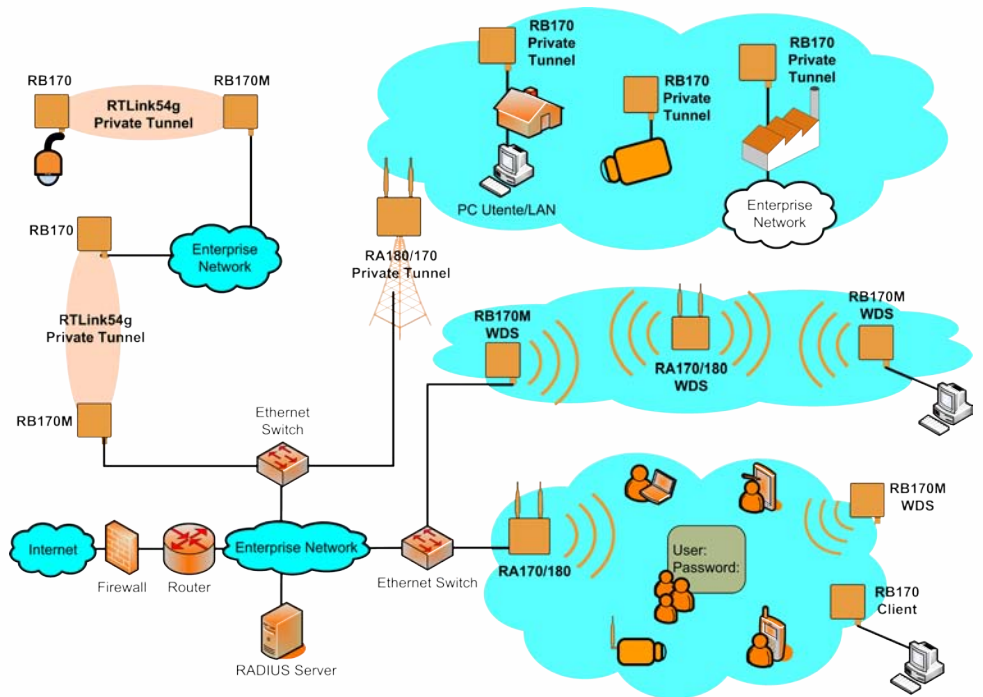 RB170
Private
Tunnel
RB170
Private
Tunnel
RB170
Private
Tunnel
RB170
RB170M
RTLink54g
Private Tunnel
PC Utente/LAN
Enterprise
Network
RB170
Enterprise
Network
RA180/170
Private Tunnel
RTLink54g
Private Tunnel
RB170M
WDS
RA170/180
WDS
RB170M
WDS
RB170M
Ethernet
Switch
RB170M
WDS
Internet
Firewall
Router
Enterprise Network
Ethernet Switch
RA170/180
User:
Password:
RB170
Client
RADIUS Server